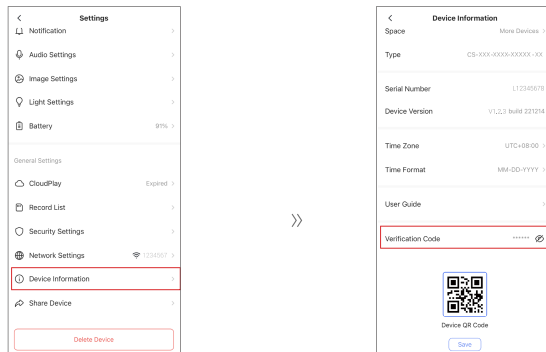 Settings
Notification
Audio Settings
Image Settings
Light Settings
Battery 91%
General Settings
CloudPlay Expired
Record List
Security Settings
Network Settings 1234567
Device Information
Share Device
Delete Device
Device Information
Space More Devices
Type CS-XXX-XXXX-XXXXX-XX
Serial Number L12345678
Device Version V1.2.3 build 221214
Time Zone UTC+08:00
Time Format MM-DD-YYYY
User Guide
Verification Code ******
Device QR Code
Save